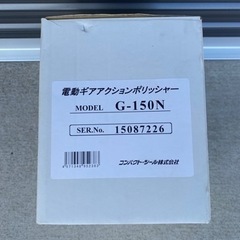 電動ギアアクションポリッシャー
MODEL G-150N
SER.No. 15087226
コンパクト・ツール株式会社